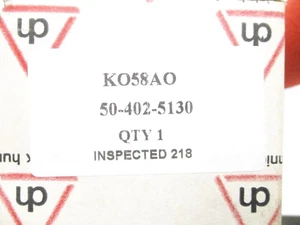 KO58AO
50-402-5130
QTY 1
INSPECTED 218